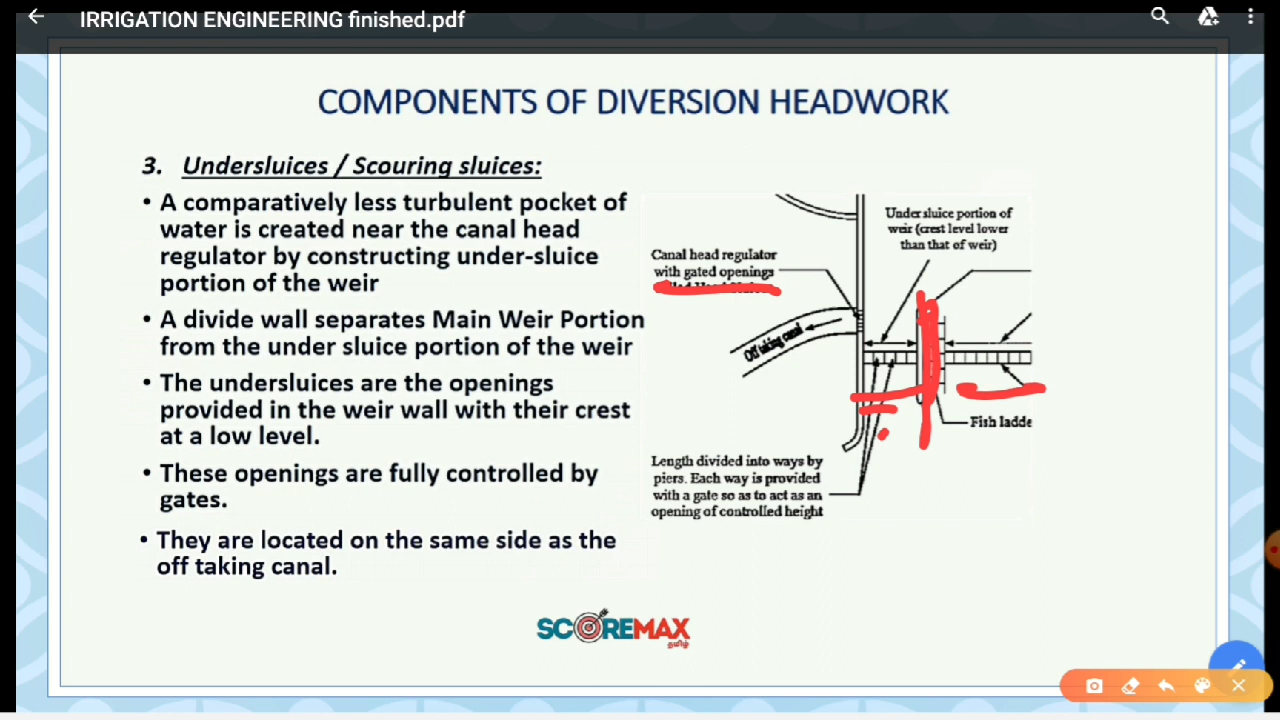 IRRIGATION ENGINEERING finished.pdf
COMPONENTS OF DIVERSION HEADWORK
3. Undersluices / Scouring sluices:
• A comparatively less turbulent pocket of
water is created near the canal head
regulator by constructing under-sluice
portion of the weir
• A divide wall separates Main Weir Portion
from the under sluice portion of the weir
• The undersluices are the openings
provided in the weir wall with their crest
at a low level.
• These openings are fully controlled by
gates.
• They are located on the same side as the
off taking canal.
Under sluice portion of
weir (crest level lower
than that of weir)
Canal head regulator
with gated openings
Off taking canal
Fish ladde
Length divided into ways by
piers. Each way is provided
with a gate so as to act as an
opening of controlled height
SCOREMAX
தமிழ்